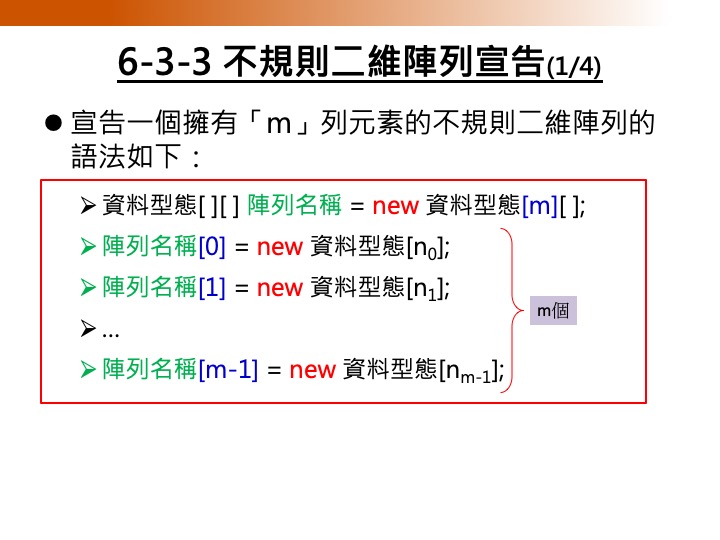 6-3-3 不規則二維陣列宣告(1/4)
● 宣告一個擁有「m」列元素的不規則二維陣列的
語法如下：
➢ 資料型態[ ][ ] 陣列名稱 = new 資料型態[m][ ];
➢ 陣列名稱[0] = new 資料型態[n₀];
➢ 陣列名稱[1] = new 資料型態[n₁];
➢ …
m個
➢ 陣列名稱[m-1] = new 資料型態[nₘ₋₁];